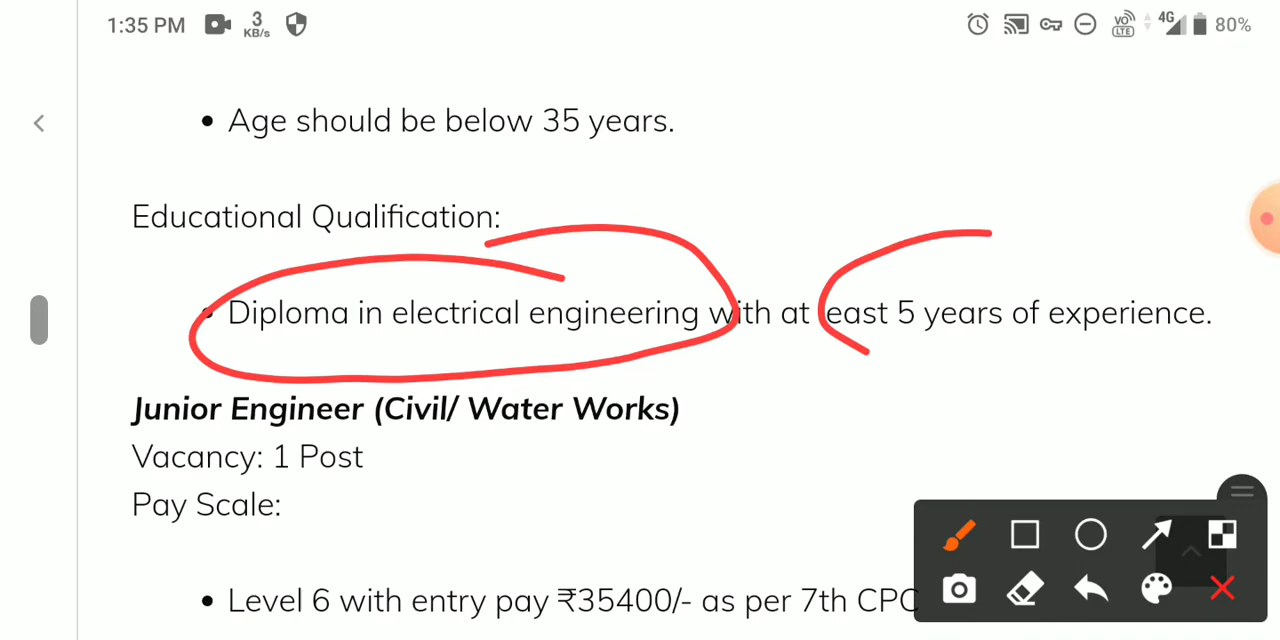 1:35 PM 3 KB/s VO LTE 4G 80%
• Age should be below 35 years.
Educational Qualification:
• Diploma in electrical engineering with at least 5 years of experience.
Junior Engineer (Civil/ Water Works)
Vacancy: 1 Post
Pay Scale:
• Level 6 with entry pay ₹35400/- as per 7th CPC